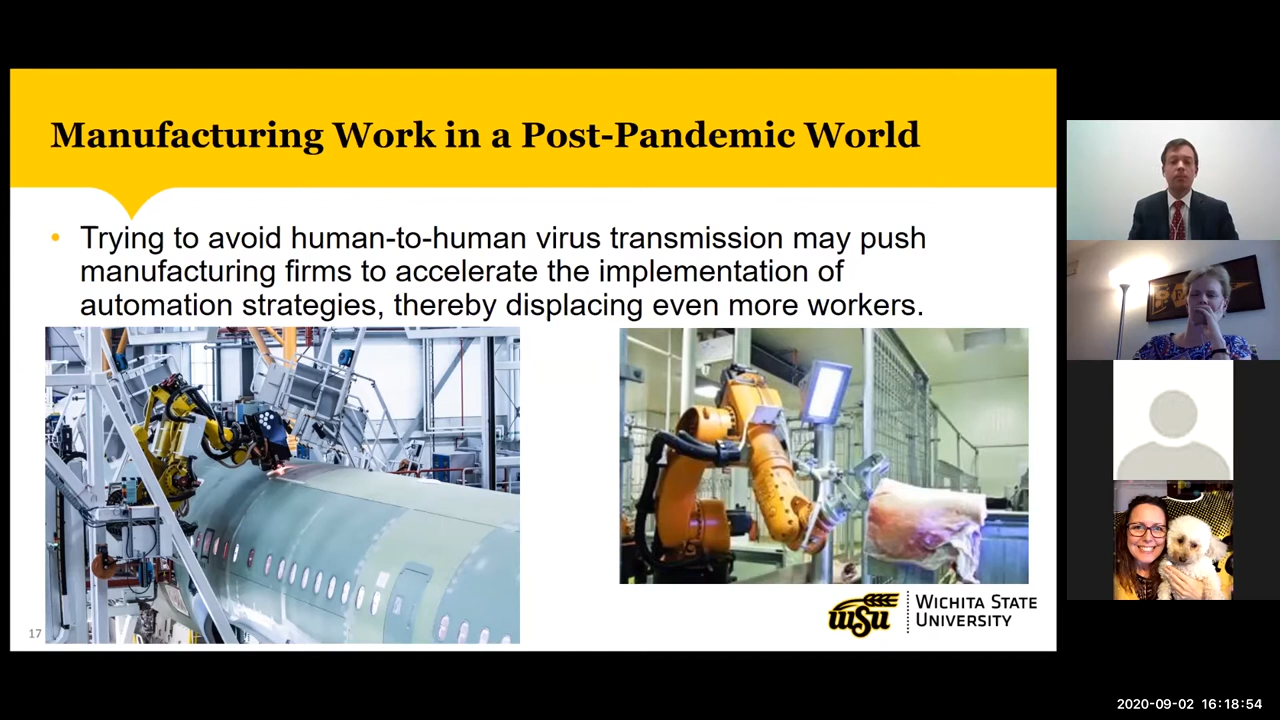 Manufacturing Work in a Post-Pandemic World
• Trying to avoid human-to-human virus transmission may push
manufacturing firms to accelerate the implementation of
automation strategies, thereby displacing even more workers.
17
WSU
WICHITA STATE
UNIVERSITY
2020-09-02 16:18:54